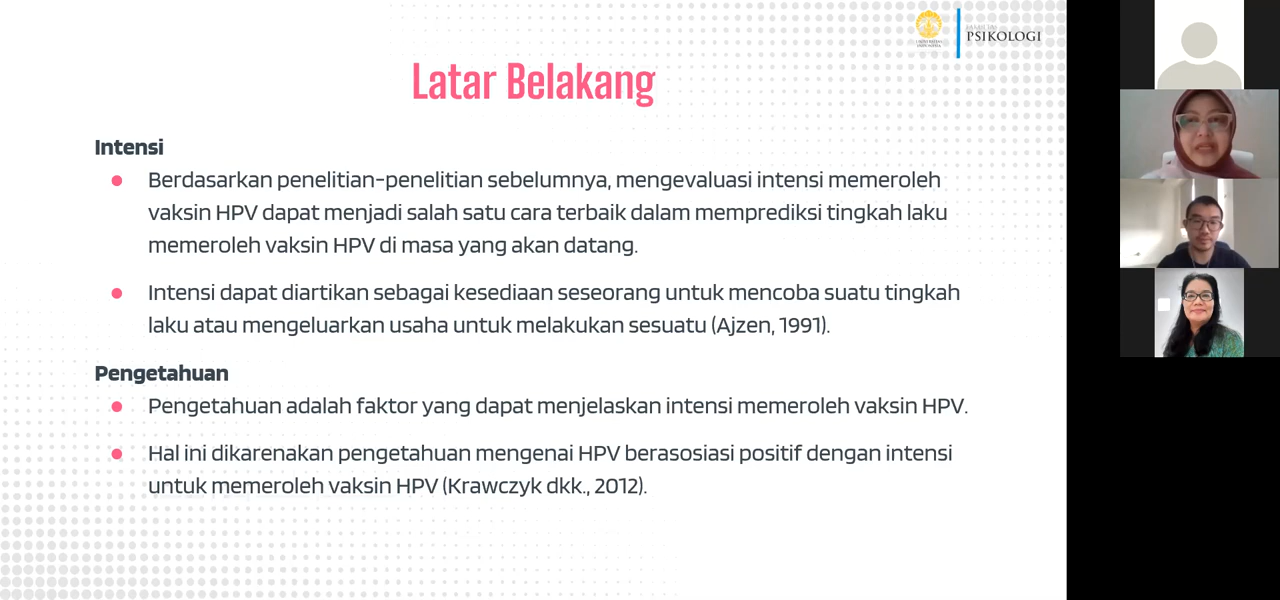 UNIVERSITAS
INDONESIA
FAKULTAS
PSIKOLOGI
Latar Belakang
Intensi
Berdasarkan penelitian-penelitian sebelumnya, mengevaluasi intensi memeroleh
vaksin HPV dapat menjadi salah satu cara terbaik dalam memprediksi tingkah laku
memeroleh vaksin HPV di masa yang akan datang.
Intensi dapat diartikan sebagai kesediaan seseorang untuk mencoba suatu tingkah
laku atau mengeluarkan usaha untuk melakukan sesuatu (Ajzen, 1991).
Pengetahuan
Pengetahuan adalah faktor yang dapat menjelaskan intensi memeroleh vaksin HPV.
Hal ini dikarenakan pengetahuan mengenai HPV berasosiasi positif dengan intensi
untuk memeroleh vaksin HPV (Krawczyk dkk., 2012).